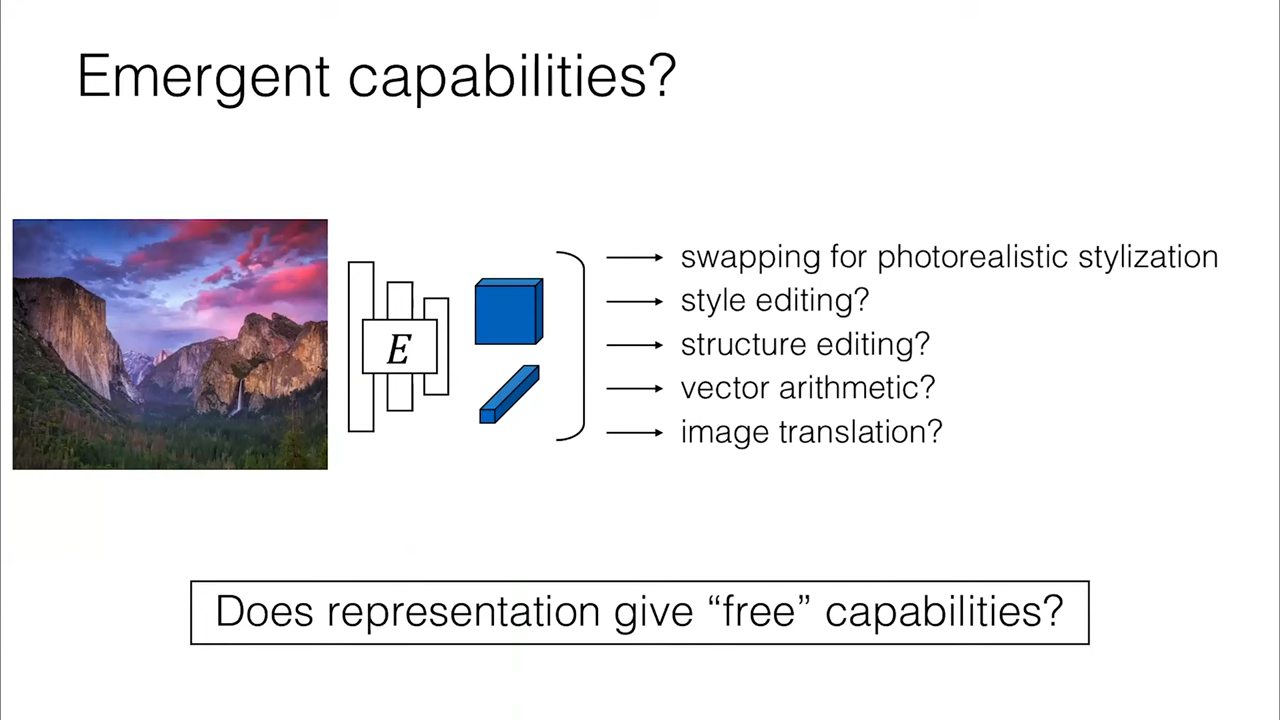 Emergent capabilities?
E
swapping for photorealistic stylization
style editing?
structure editing?
vector arithmetic?
image translation?
Does representation give “free” capabilities?